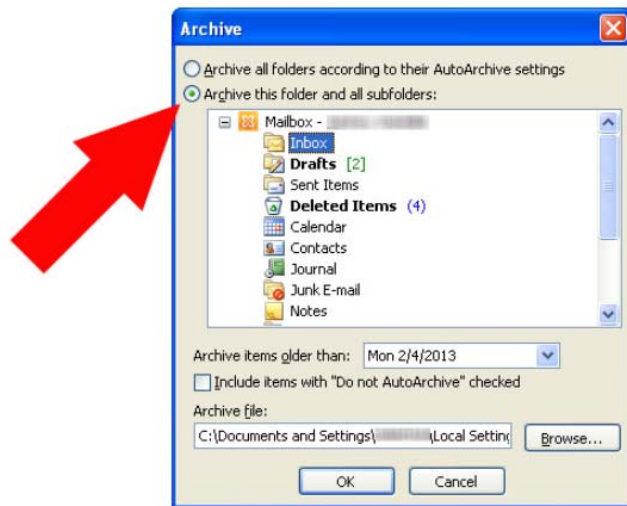 Archive
Archive all folders according to their AutoArchive settings
Archive this folder and all subfolders:
Mailbox -
Inbox
Drafts [2]
Sent Items
Deleted Items (4)
Calendar
Contacts
Journal
Junk E-mail
Notes
Archive items older than: Mon 2/4/2013
Include items with "Do not AutoArchive" checked
Archive file:
C:\Documents and Settings\ \Local Setting Browse...
OK Cancel